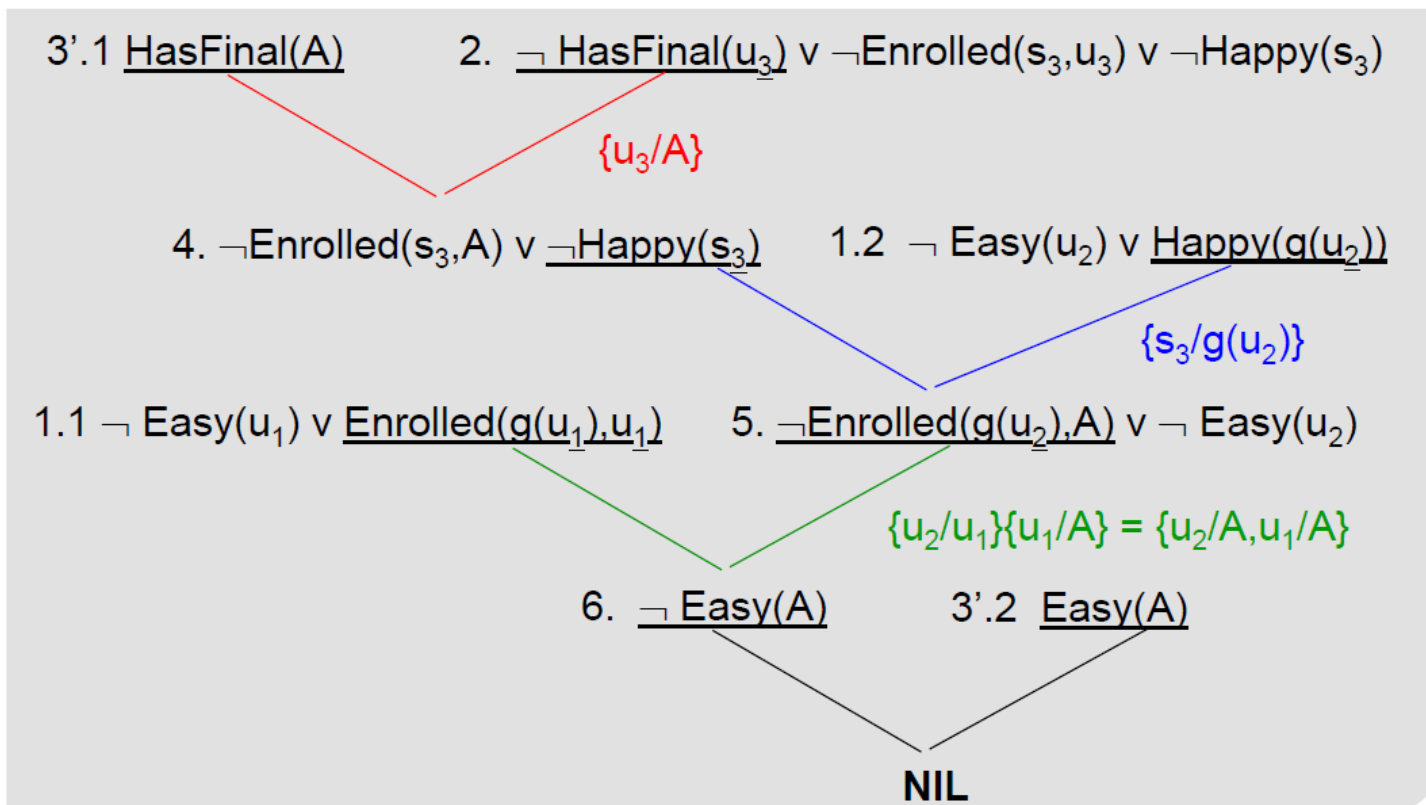 3’.1 HasFinal(A) 2. ¬ HasFinal(u₃) v ¬Enrolled(s₃,u₃) v ¬Happy(s₃)
{u₃/A}
4. ¬Enrolled(s₃,A) v ¬Happy(s₃) 1.2 ¬ Easy(u₂) v Happy(g(u₂))
{s₃/g(u₂)}
1.1 ¬ Easy(u₁) v Enrolled(g(u₁),u₁) 5. ¬Enrolled(g(u₂),A) v ¬ Easy(u₂)
{u₂/u₁}{u₁/A} = {u₂/A,u₁/A}
6. ¬ Easy(A) 3’.2 Easy(A)
NIL